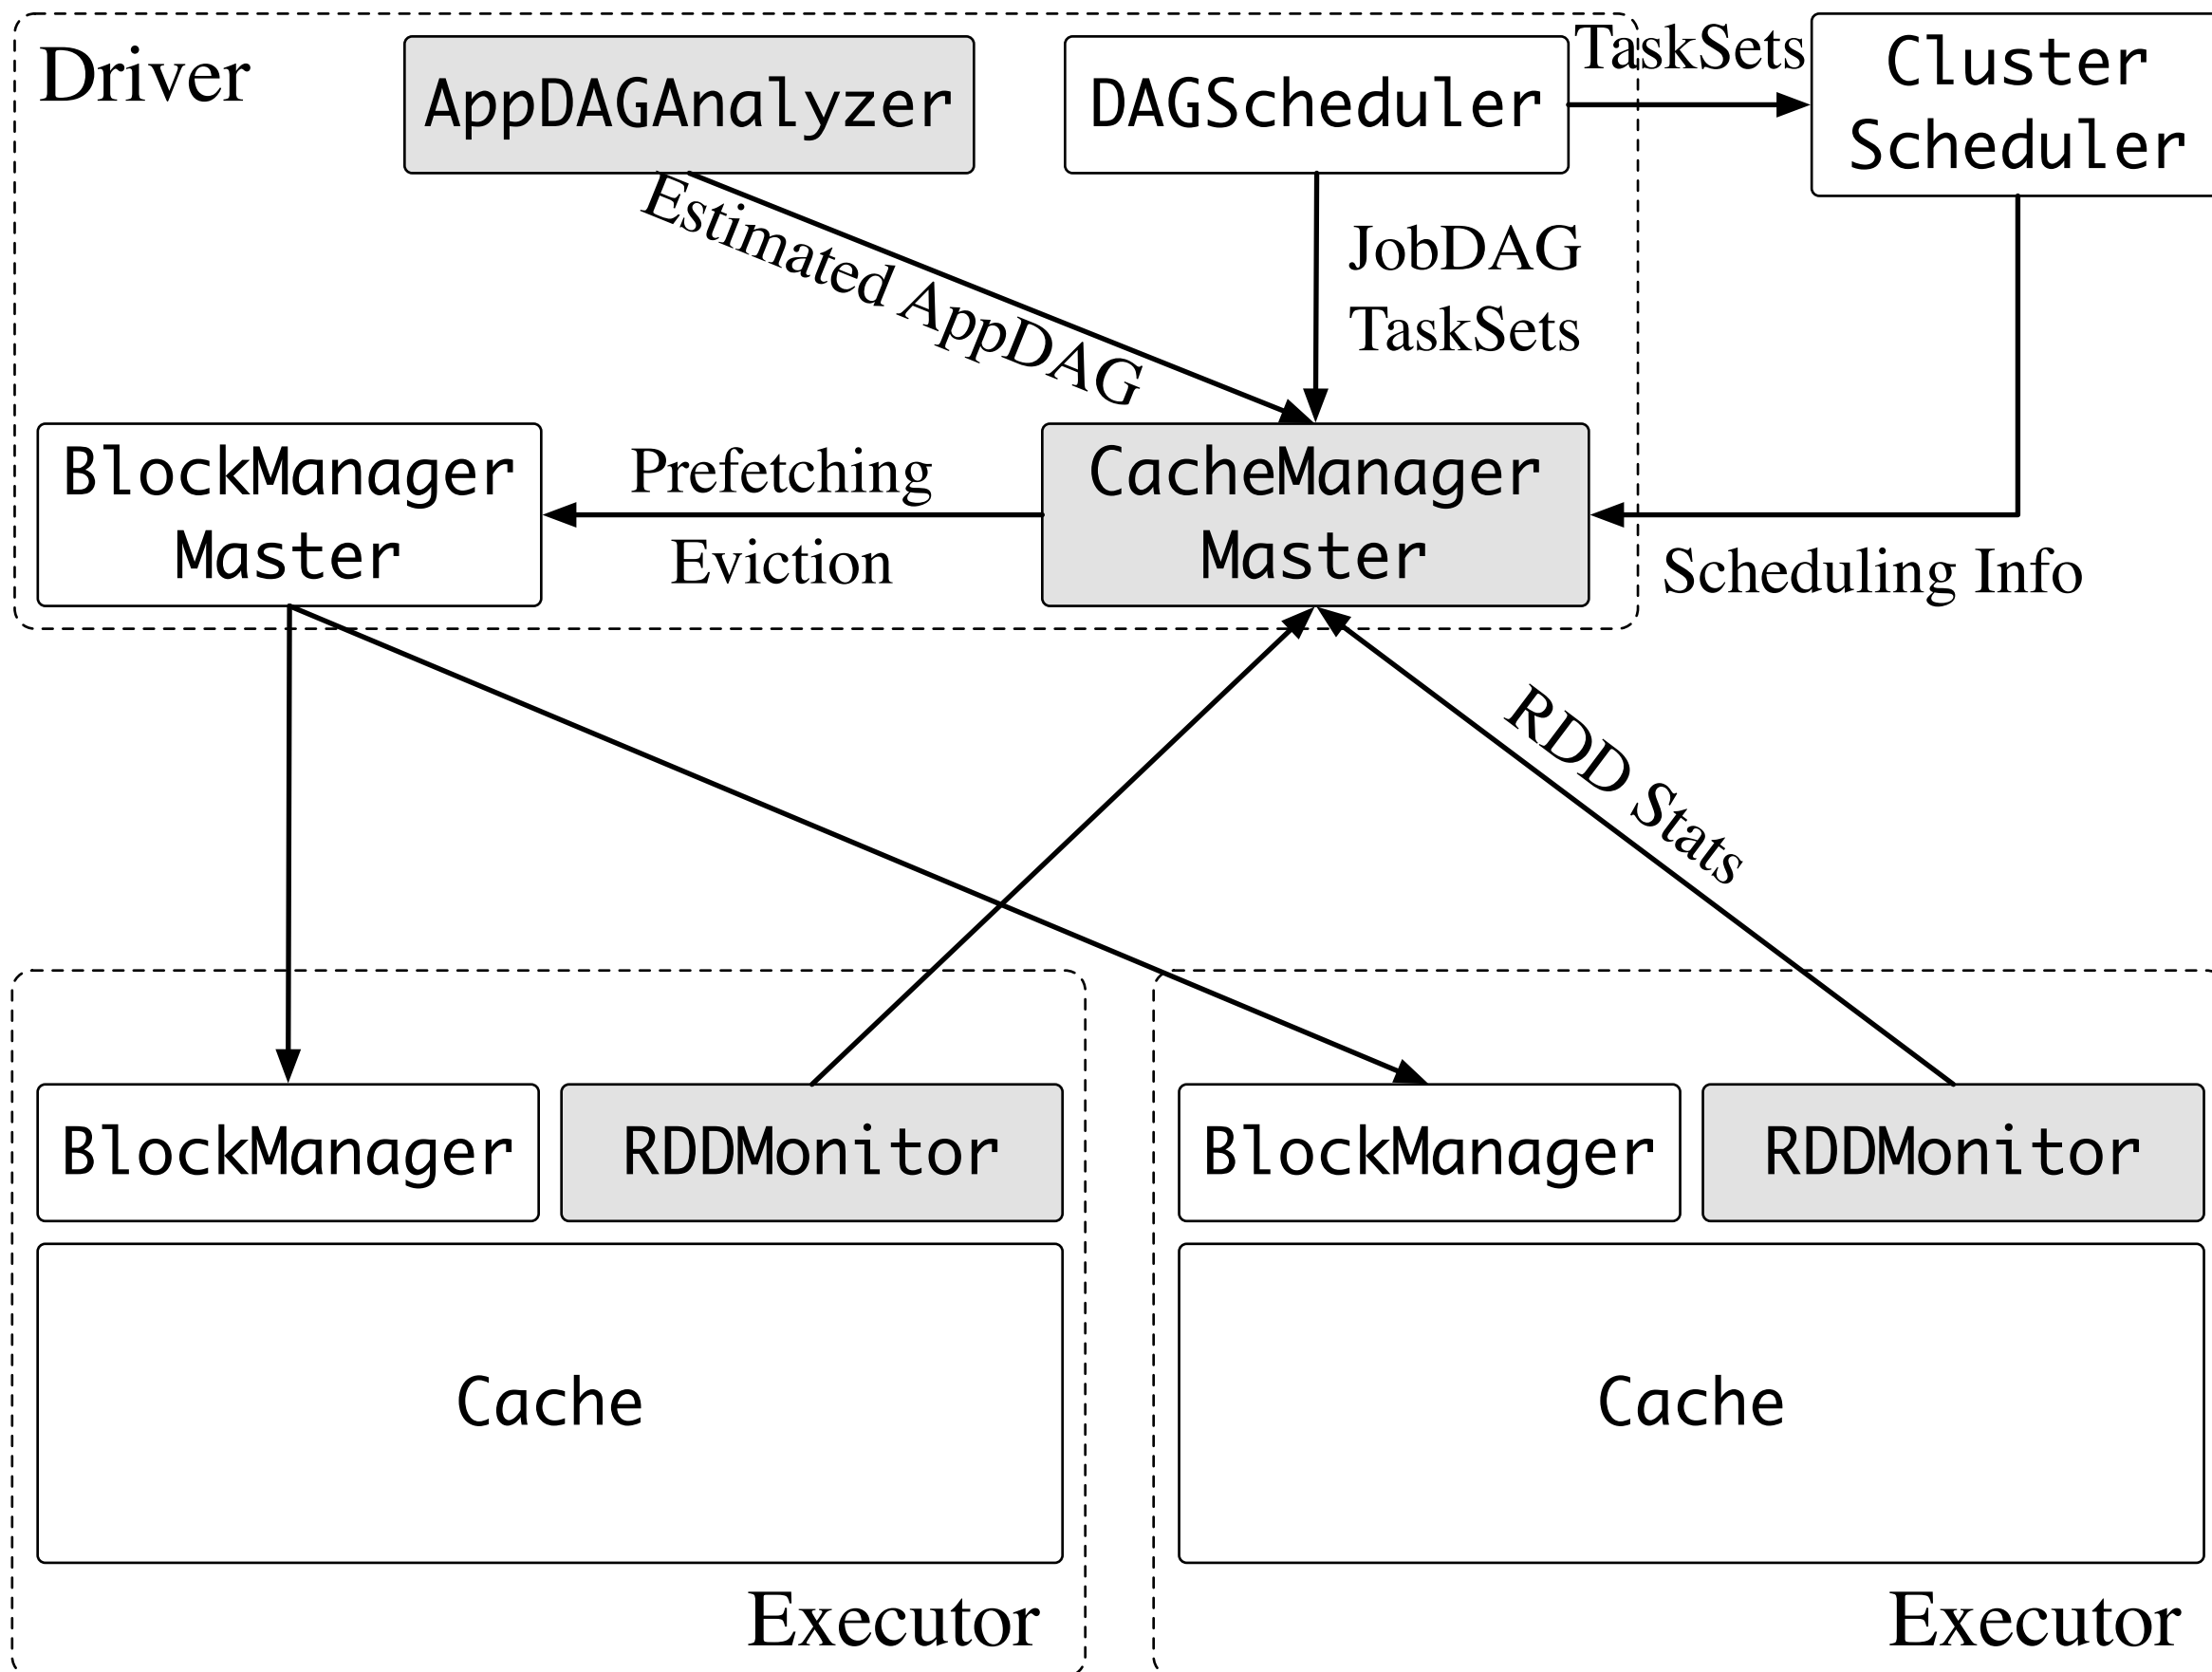 Driver
AppDAGAnalyzer
DAGScheduler
TaskSets
Cluster
Scheduler
Estimated AppDAG
JobDAG
TaskSets
BlockManager
Master
Prefetching
Eviction
CacheManager
Master
Scheduling Info
RDD Stats
BlockManager
RDDMonitor
Cache
Executor
BlockManager
RDDMonitor
Cache
Executor